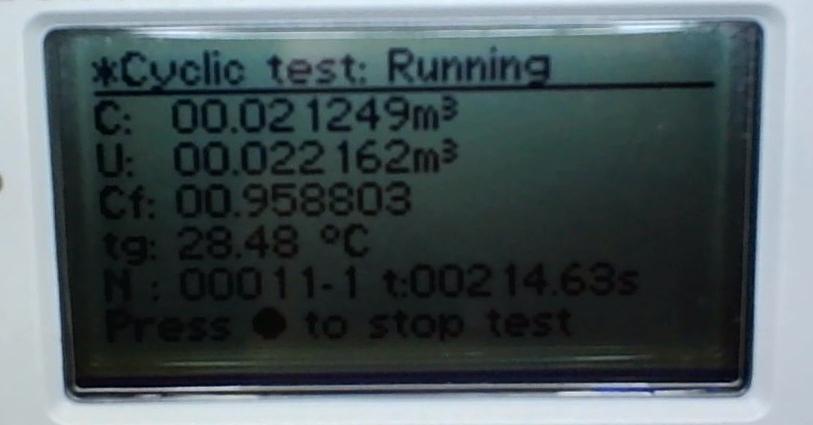 *Cyclic test: Running
C: 00.021249m³
U: 00.022162m³
Cf: 00.958803
tg: 28.48 °C
N : 00011-1 t:00214.63s
Press ● to stop test